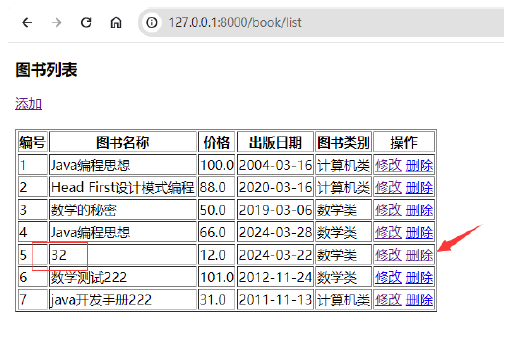 127.0.0.1:8000/book/list
图书列表
添加
编号 图书名称 价格 出版日期 图书类别 操作
1 Java编程思想 100.0 2004-03-16 计算机类 修改 删除
2 Head First设计模式编程 88.0 2020-03-16 计算机类 修改 删除
3 数学的秘密 50.0 2019-03-06 数学类 修改 删除
4 Java编程思想 66.0 2024-03-28 数学类 修改 删除
5 32 12.0 2024-03-22 数学类 修改 删除
6 数学测试222 101.0 2012-11-24 数学类 修改 删除
7 java开发手册222 31.0 2011-11-13 计算机类 修改 删除